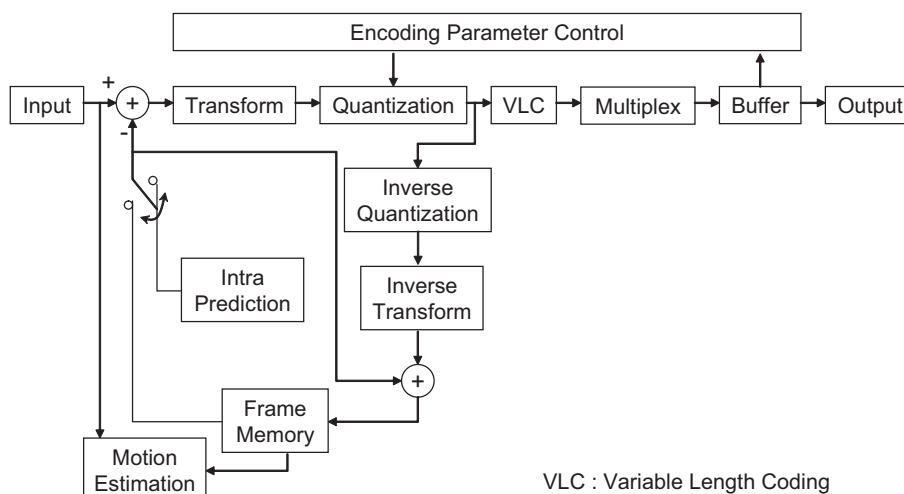 Encoding Parameter Control
+
Input
+
Transform
Quantization
VLC
Multiplex
Buffer
Output
-
Inverse
Quantization
Intra
Prediction
Inverse
Transform
+
Frame
Memory
Motion
Estimation
VLC : Variable Length Coding